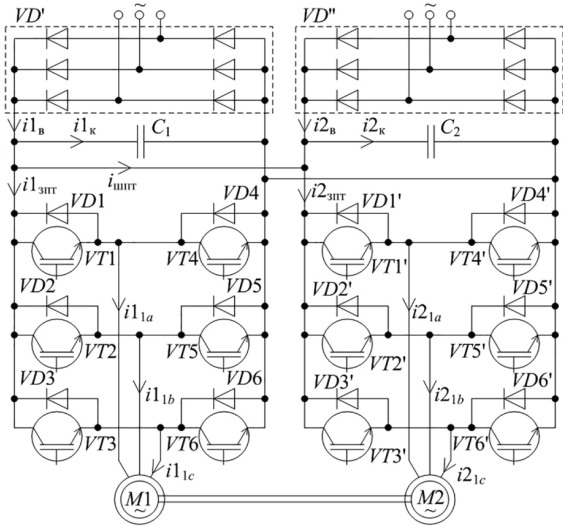 VD' ~ VD" ~
i1в i1к C1 i2в i2к C2
i1зпт iшпт i2зпт
VD1 VD4 VD1' VD4'
VT1 VT4 VT1' VT4'
VD2' VD5 VD2' VD5'
i11a i21a
VT2 VT5 VT2' VT5'
VD3 VD6 VD3' VD6'
i11b i21b
VT3 VT6 VT3' VT6'
i11c i21c
M1 M2
~ ~